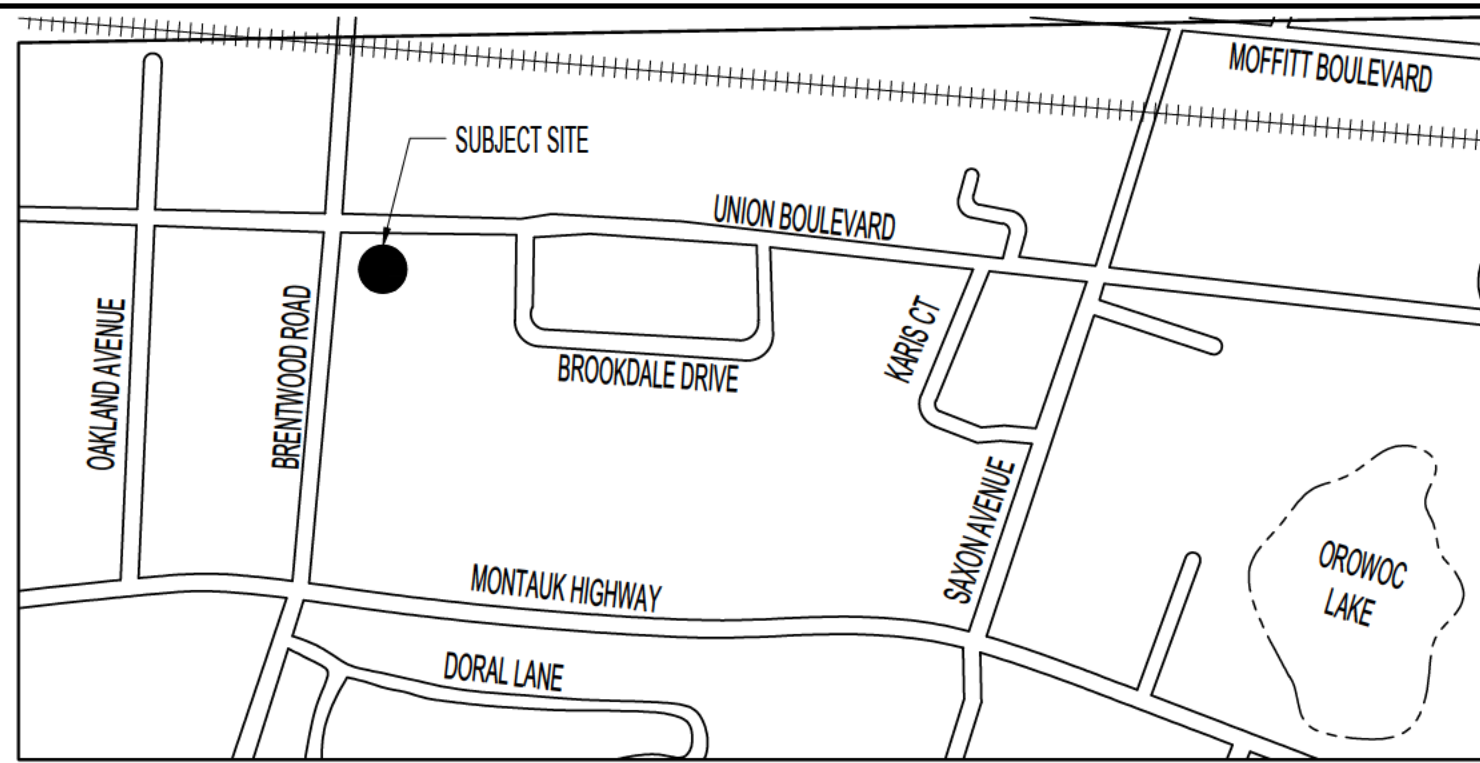 MOFFITT BOULEVARD
SUBJECT SITE
UNION BOULEVARD
OAKLAND AVENUE
BRENTWOOD ROAD
KARIS CT
BROOKDALE DRIVE
SAXON AVENUE
OROWOC
LAKE
MONTAUK HIGHWAY
DORAL LANE